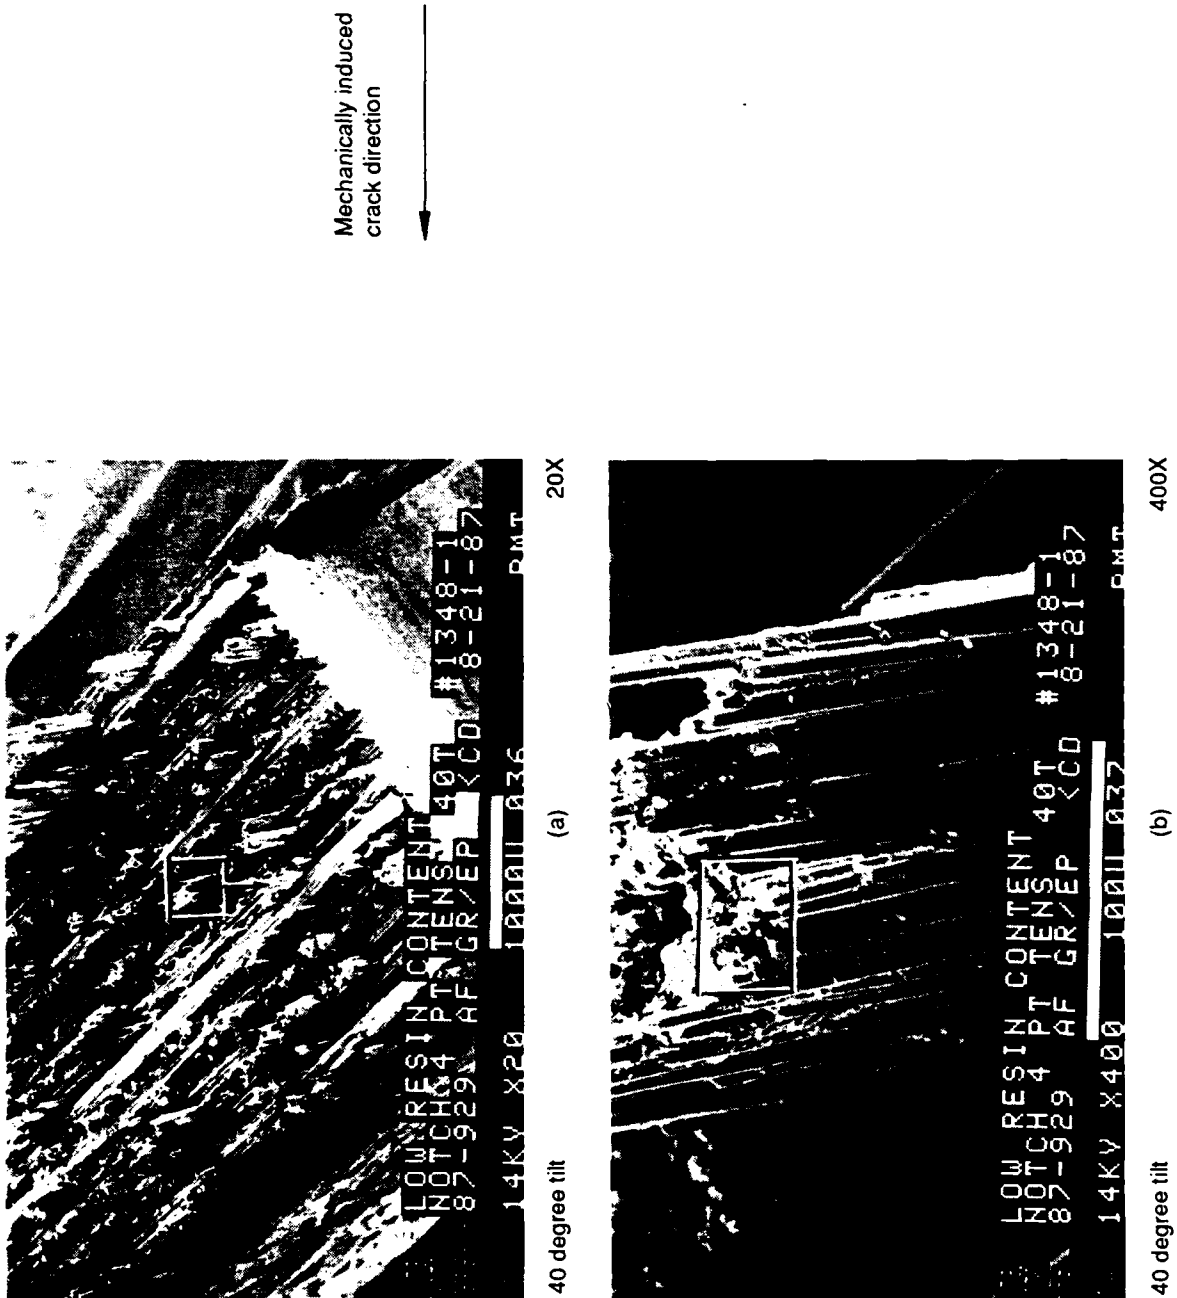 Mechanically induced
crack direction
LOW RESIN CONTENT
NOTCH 4 PT TENS 40T #1348-1
87-929 AF GR/EP <CD 8-21-87
14KV X20 1000U 036 RMT
40 degree tilt (a) 20X
LOW RESIN CONTENT
NOTCH 4 PT TENS 40T #1348-1
87-929 AF GR/EP <CD 8-21-87
14KV X400 100U 037 RMT
40 degree tilt (b) 400X